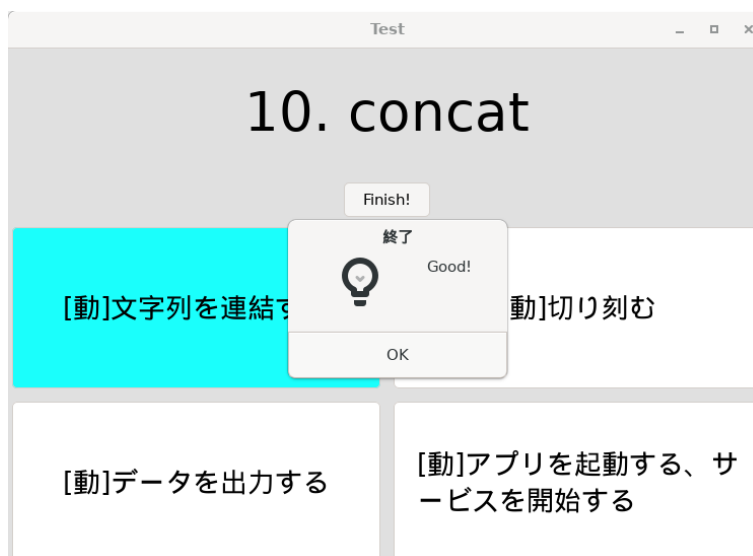 Test
10. concat
Finish!
終了
Good!
OK
[動]文字列を連結す
動]切り刻む
[動]データを出力する
[動]アプリを起動する、サ
ービスを開始する